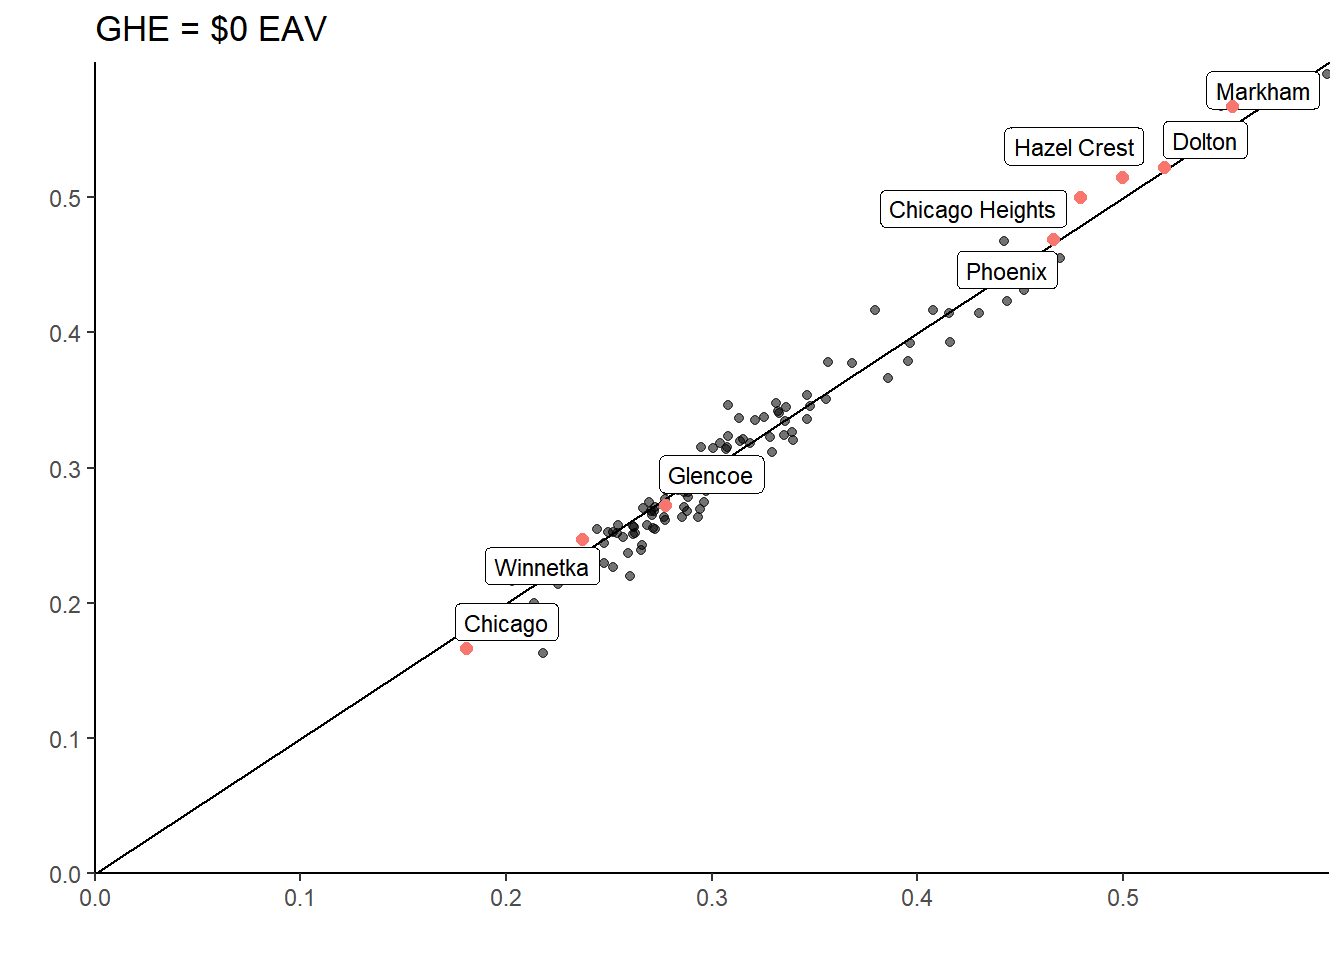 GHE = $0 EAV
Markham
Dolton
Hazel Crest
0.5
Chicago Heights
Phoenix
0.4
0.3
Glencoe
Winnetka
0.2
Chicago
0.1
0.0
0.0 0.1 0.2 0.3 0.4 0.5